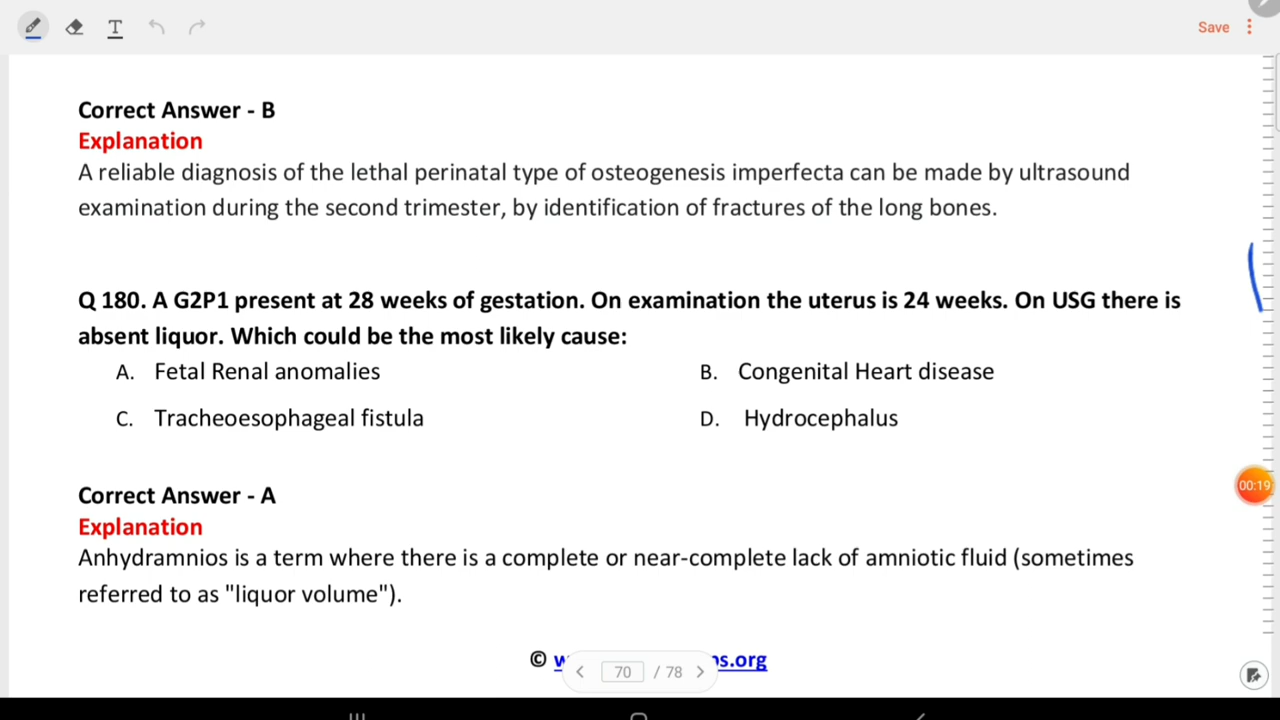 T
Save
Correct Answer - B
Explanation
A reliable diagnosis of the lethal perinatal type of osteogenesis imperfecta can be made by ultrasound
examination during the second trimester, by identification of fractures of the long bones.
Q 180. A G2P1 present at 28 weeks of gestation. On examination the uterus is 24 weeks. On USG there is
absent liquor. Which could be the most likely cause:
A. Fetal Renal anomalies
B. Congenital Heart disease
C. Tracheoesophageal fistula
D. Hydrocephalus
00:19
Correct Answer - A
Explanation
Anhydramnios is a term where there is a complete or near-complete lack of amniotic fluid (sometimes
referred to as "liquor volume").
©
70 / 78